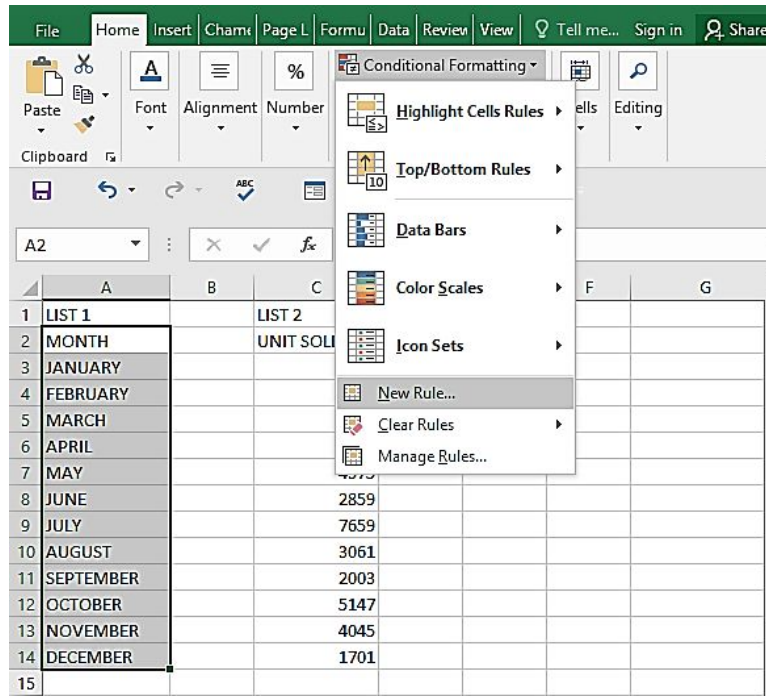 File Home Insert Chame Page L Formu Data Review View Tell me... Sign in Share
Conditional Formatting
Paste Font Alignment Number % ells Editing
Clipboard
Highlight Cells Rules
Top/Bottom Rules
10
Data Bars
Color Scales
Icon Sets
New Rule...
Clear Rules
Manage Rules...
ABC
A2 fx
A B C F G
1 LIST 1 LIST 2
2 MONTH UNIT SOL
3 JANUARY
4 FEBRUARY
5 MARCH
6 APRIL
7 MAY
8 JUNE 2859
9 JULY 7659
10 AUGUST 3061
11 SEPTEMBER 2003
12 OCTOBER 5147
13 NOVEMBER 4045
14 DECEMBER 1701
15